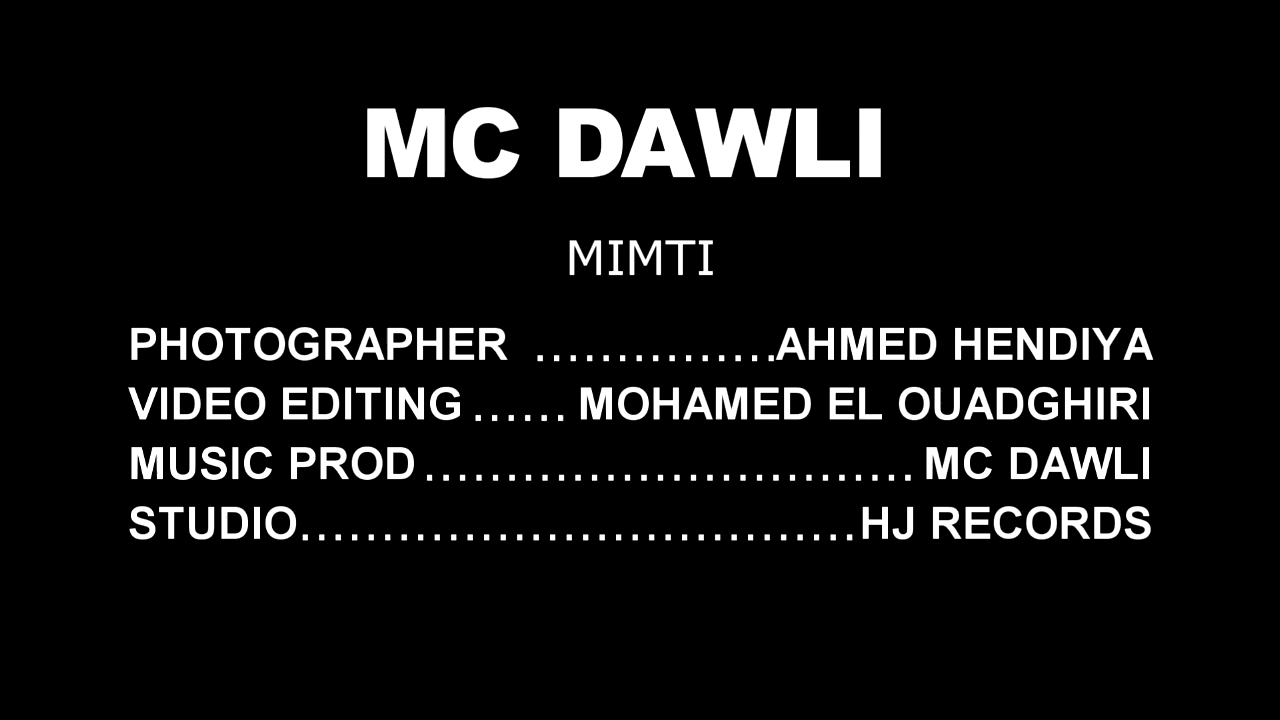 MC DAWLI
MIMTI
PHOTOGRAPHER ...............AHMED HENDIYA
VIDEO EDITING ...... MOHAMED EL OUADGHIRI
MUSIC PROD .............................. MC DAWLI
STUDIO..................................HJ RECORDS